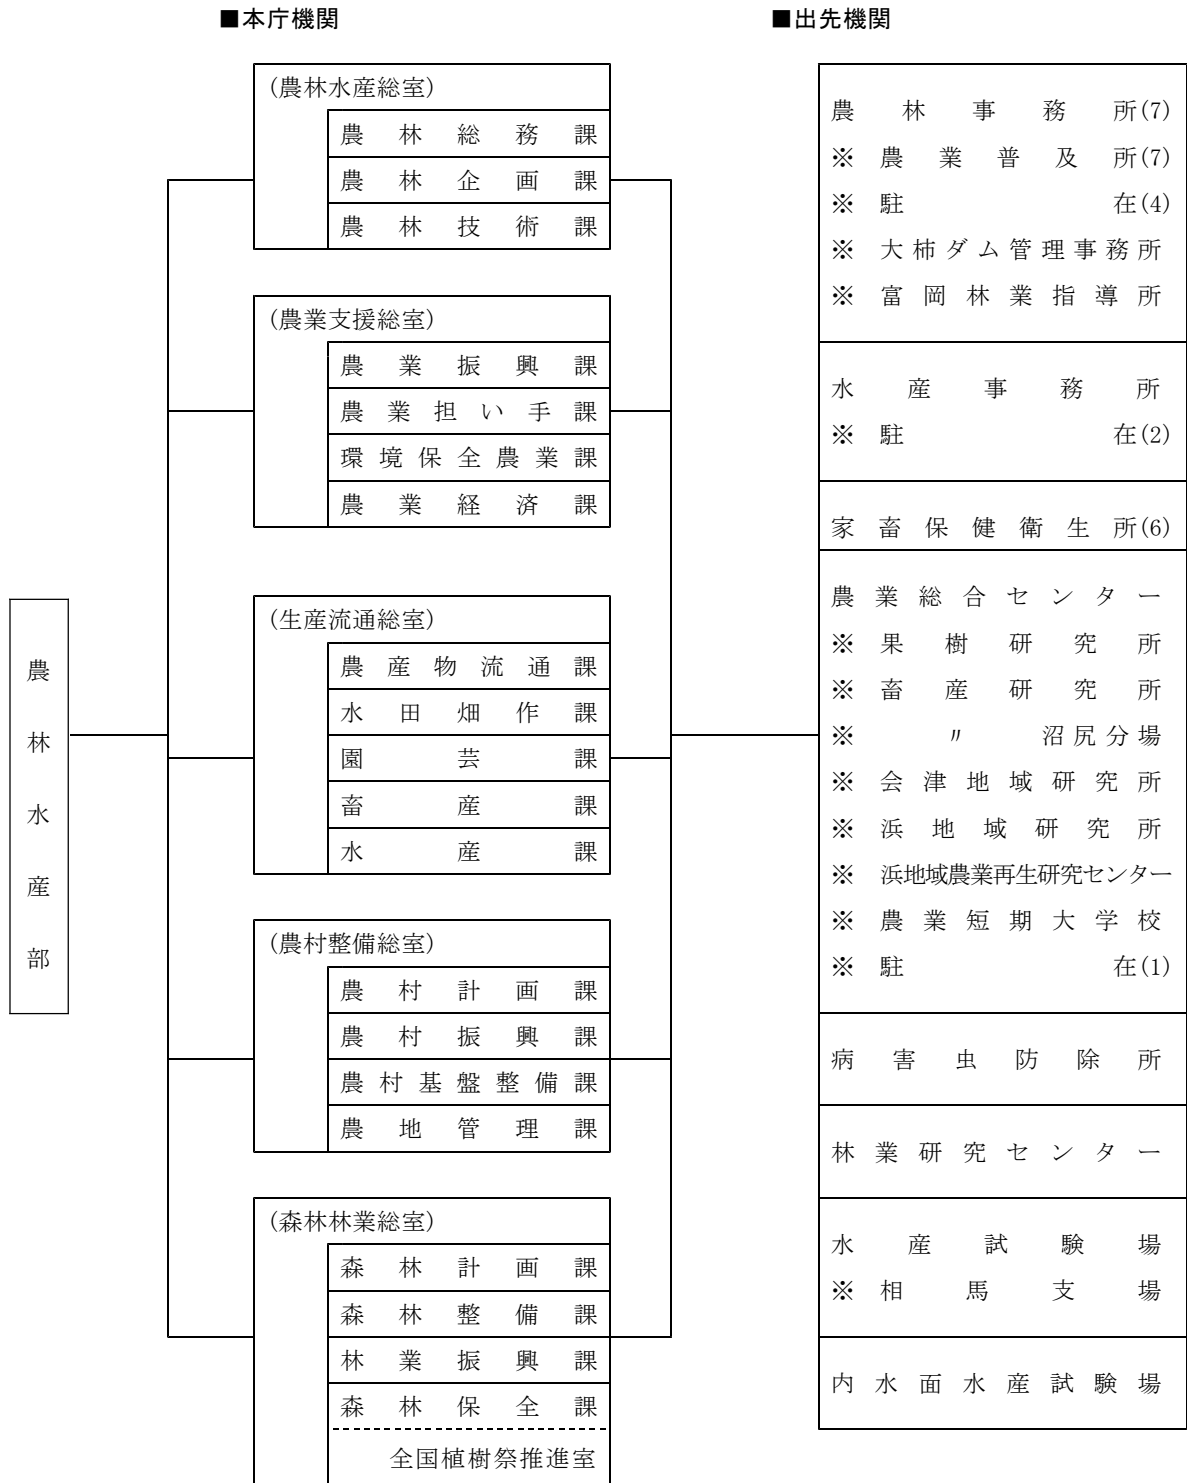 ■本庁機関
(農林水産総室)
農林総務課
農林企画課
農林技術課
(農業支援総室)
農業振興課
農業担い手課
環境保全農業課
農業経済課
(生産流通総室)
農産物流通課
水田畑作課
園芸課
畜産課
水産課
(農村整備総室)
農村計画課
農村振興課
農村基盤整備課
農地管理課
(森林林業総室)
森林計画課
森林整備課
林業振興課
森林保全課
全国植樹祭推進室
農林水産部
■出先機関
農林事務所(7)
※ 農業普及所(7)
※ 駐在(4)
※ 大柿ダム管理事務所
※ 富岡林業指導所
水産事務所
※ 駐在(2)
家畜保健衛生所(6)
農業総合センター
※ 果樹研究所
※ 畜産研究所
※ 〃 沼尻分場
※ 会津地域研究所
※ 浜地域研究所
※ 浜地域農業再生研究センター
※ 農業短期大学校
※ 駐在(1)
病害虫防除所
林業研究センター
水産試験場
※ 相馬支場
内水面水産試験場